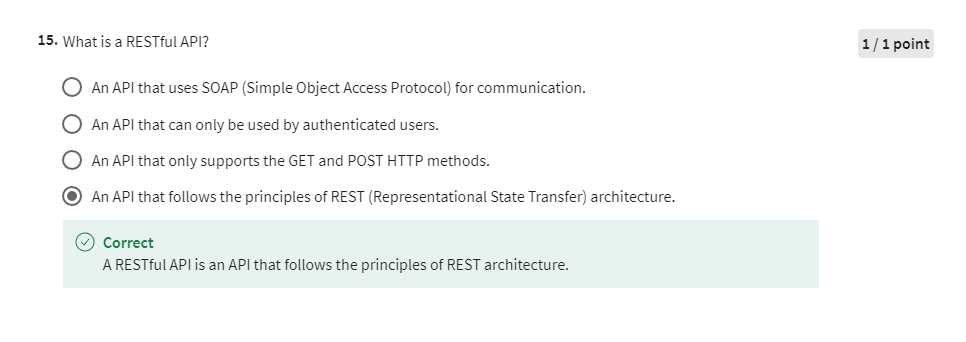 15. What is a RESTful API?
1 / 1 point
An API that uses SOAP (Simple Object Access Protocol) for communication.
An API that can only be used by authenticated users.
An API that only supports the GET and POST HTTP methods.
An API that follows the principles of REST (Representational State Transfer) architecture.
Correct
A RESTful API is an API that follows the principles of REST architecture.